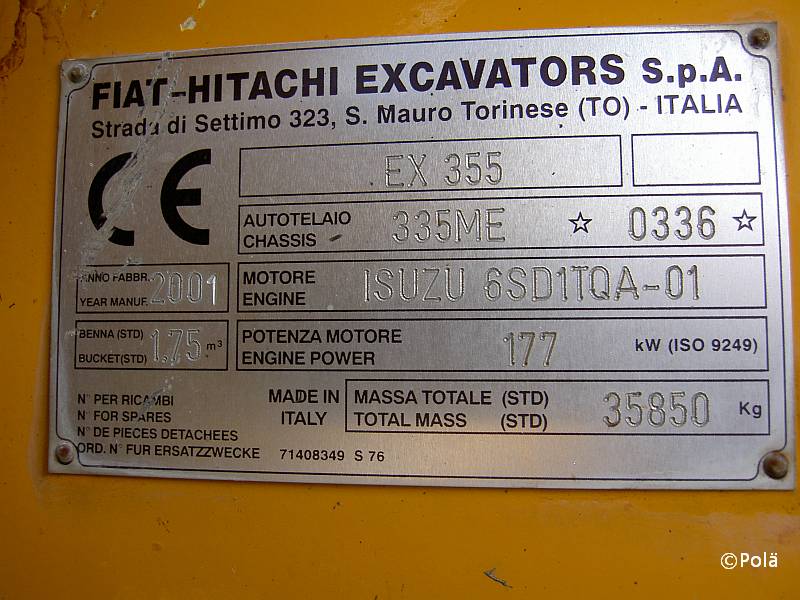 FIAT-HITACHI EXCAVATORS S.p.A.
Strada di Settimo 323, S. Mauro Torinese (TO) - ITALIA
CE
EX 355
AUTOTELAIO
CHASSIS
335ME ☆ 0336 ☆
ANNO FABBR.
YEAR MANUF. 2001
MOTORE
ENGINE
ISUZU 6SD1TQA-01
BENNA (STD)
BUCKET(STD) 1,75 m³
POTENZA MOTORE
ENGINE POWER
177 kW (ISO 9249)
N° PER RICAMBI
N° FOR SPARES
N° DE PIECES DETACHEES
ORD. N° FUR ERSATZZWECKE 71408349 S 76
MADE IN
ITALY
MASSA TOTALE (STD)
TOTAL MASS (STD)
35850 Kg
©Polä